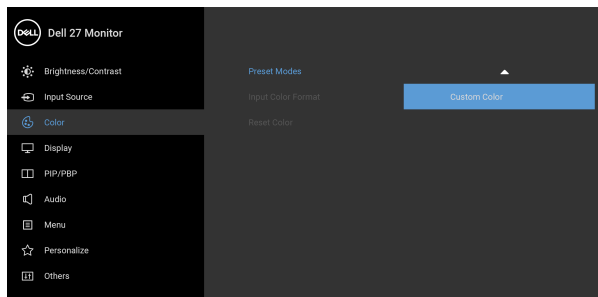 DELL Dell 27 Monitor
Brightness/Contrast
Input Source
Color
Display
PIP/PBP
Audio
Menu
Personalize
Others
Preset Modes
Input Color Format
Reset Color
Custom Color